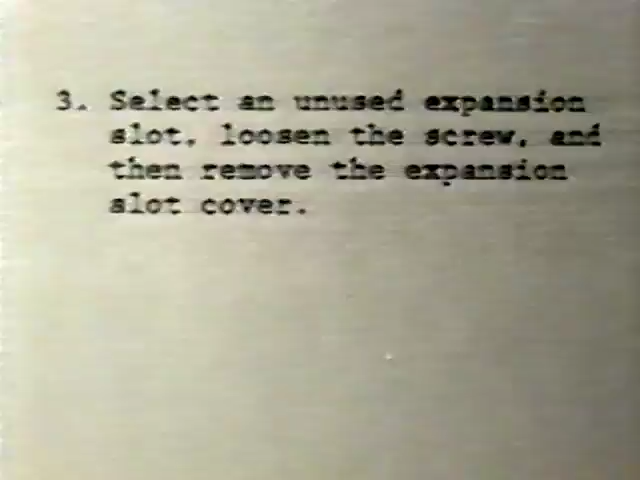 3. Select an unused expansion
slot, loosen the screw, and
then remove the expansion
slot cover.